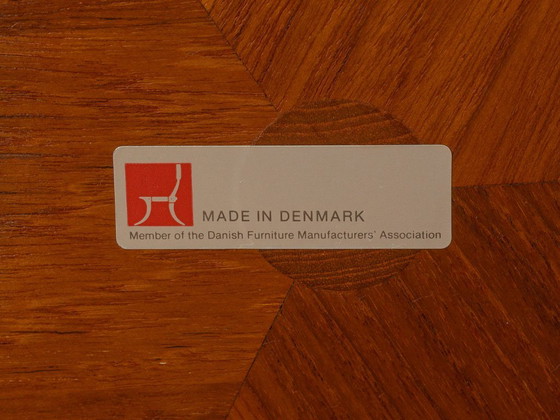 MADE IN DENMARK
Member of the Danish Furniture Manufacturers' Association